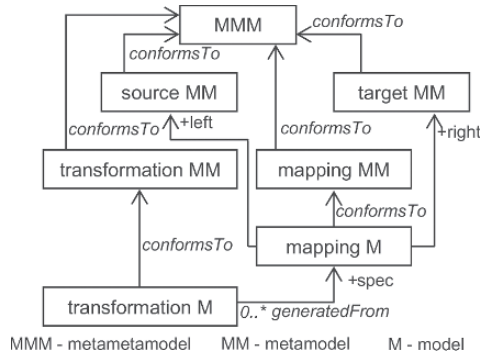 MMM
conformsTo
conformsTo
source MM
target MM
+left
conformsTo
conformsTo
+right
transformation MM
mapping MM
conformsTo
conformsTo
mapping M
+spec
transformation M
0..* generatedFrom
MMM - metametamodel MM - metamodel M - model